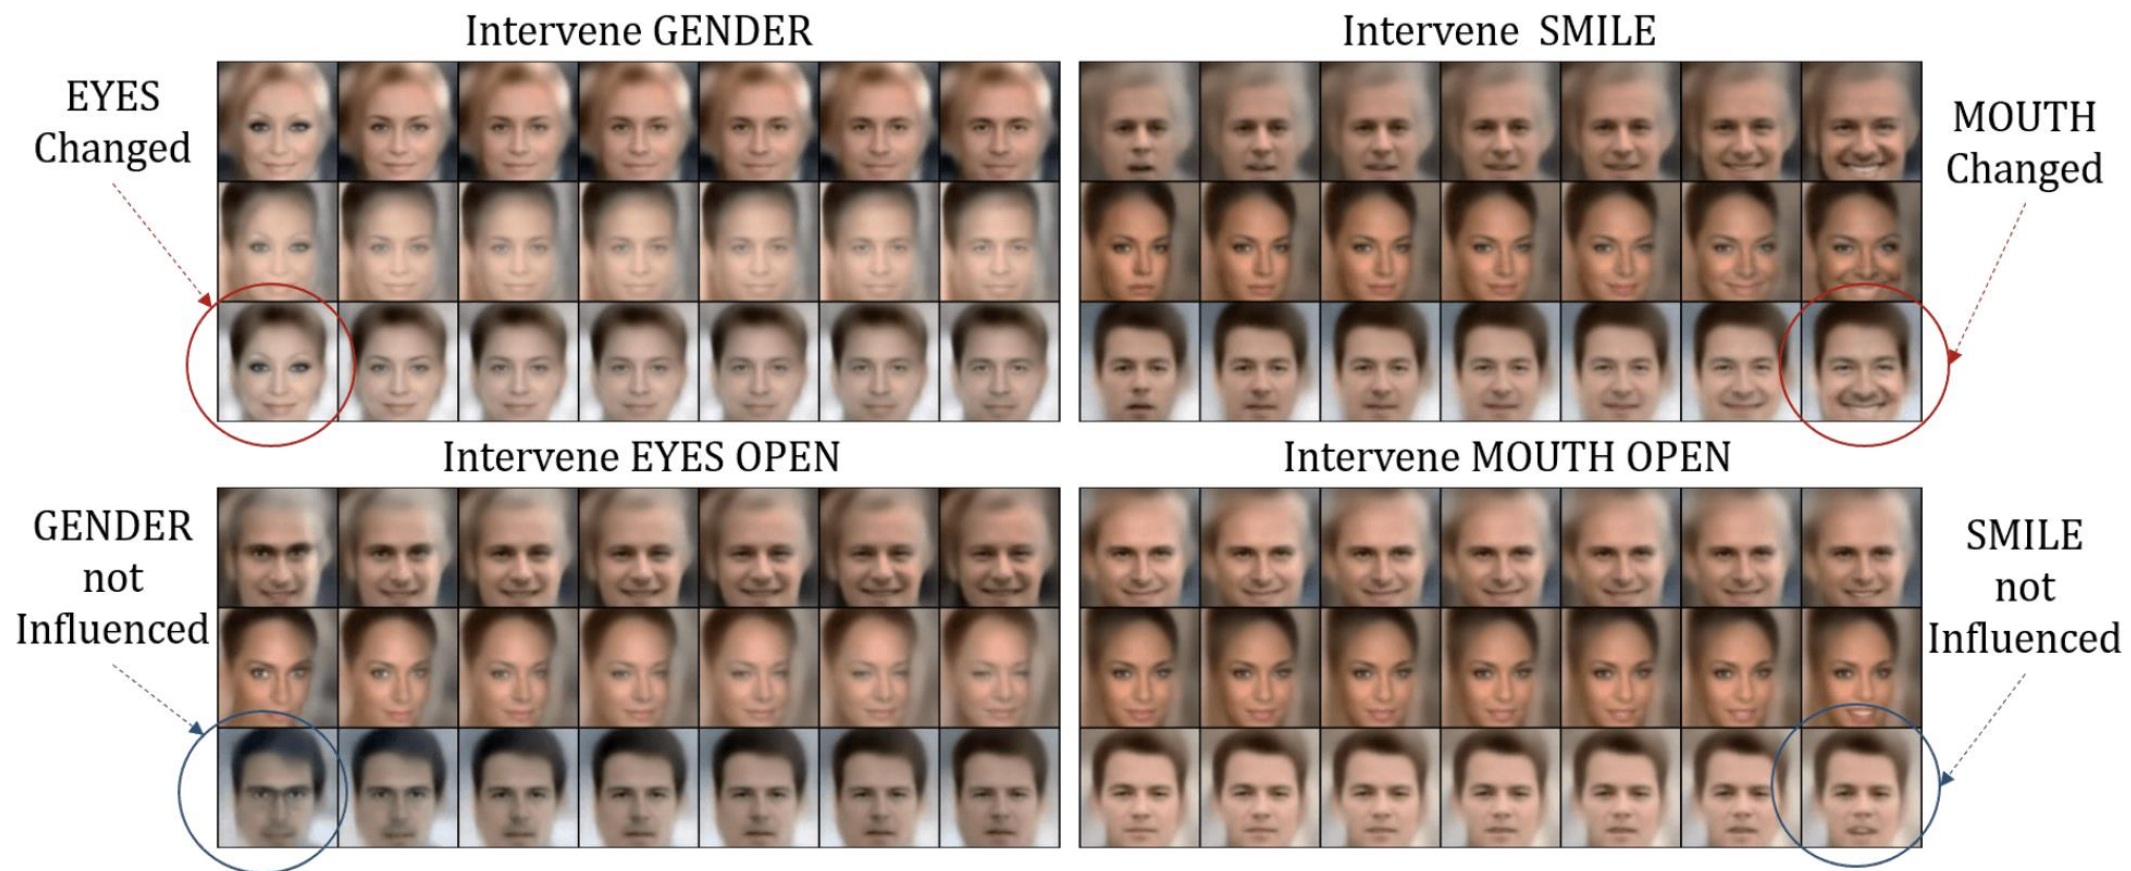 Intervene GENDER
Intervene SMILE
EYES
Changed
MOUTH
Changed
Intervene EYES OPEN
Intervene MOUTH OPEN
GENDER
not
Influenced
SMILE
not
Influenced